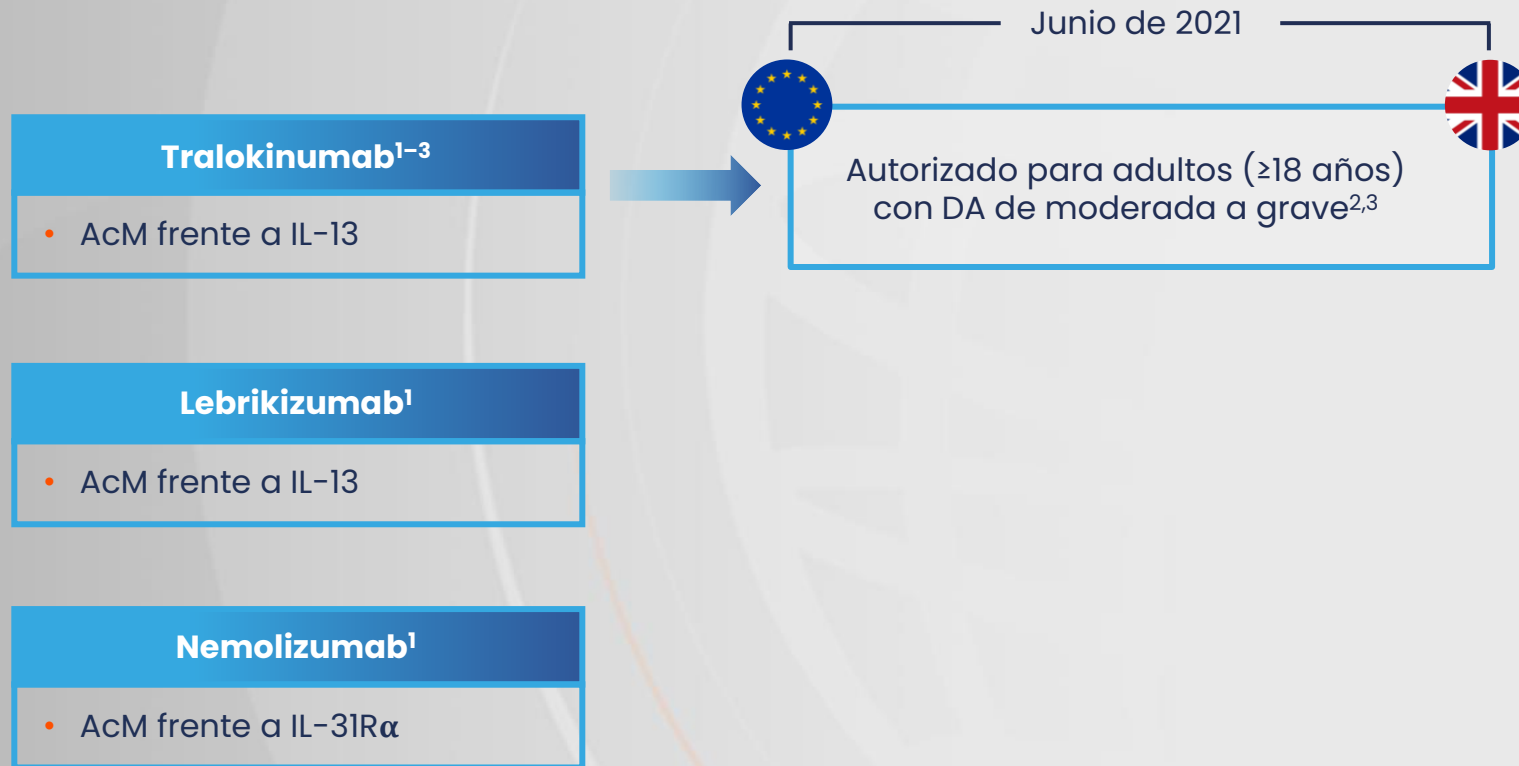 Junio de 2021
Tralokinumab¹⁻³
• AcM frente a IL-13
Autorizado para adultos (≥18 años)
con DA de moderada a grave²,³
Lebrikizumab¹
• AcM frente a IL-13
Nemolizumab¹
• AcM frente a IL-31Rα